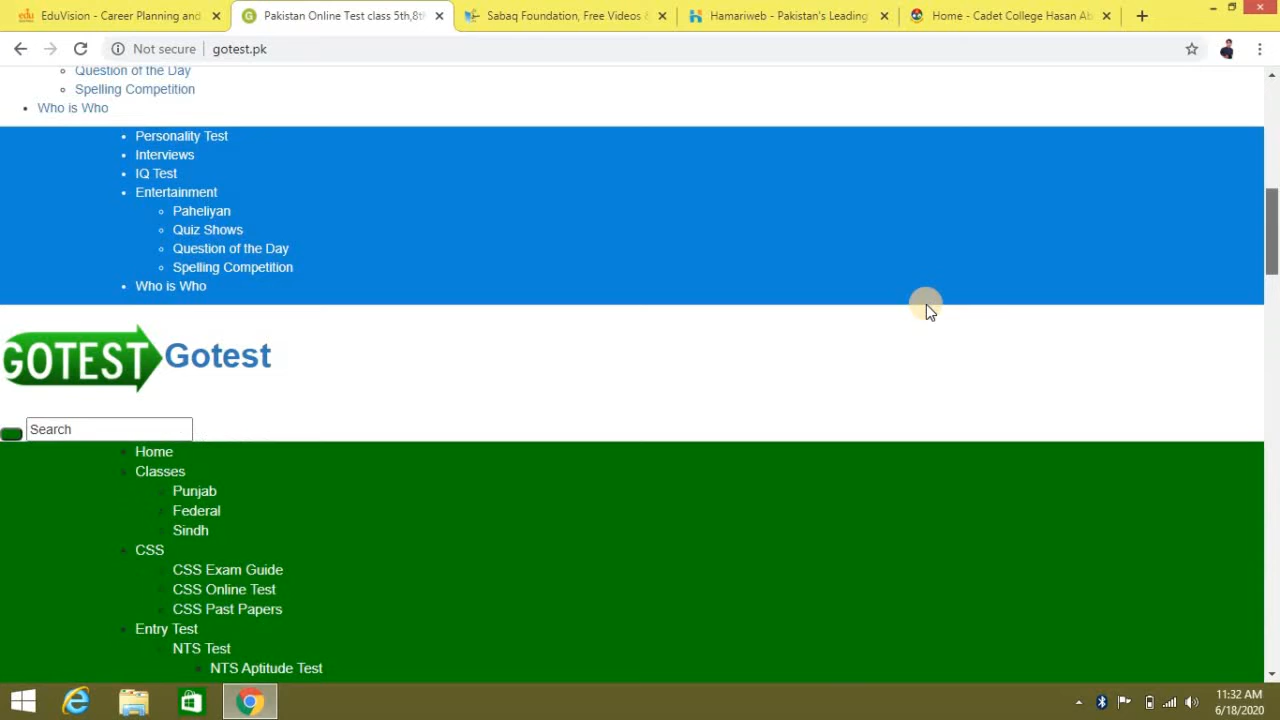 EduVision - Career Planning and
Pakistan Online Test class 5th,8th
Sabaq Foundation, Free Videos &
Hamariweb - Pakistan's Leading
Home - Cadet College Hasan Ab
Not secure
gotest.pk
Question of the Day
Spelling Competition
Who is Who
Personality Test
Interviews
IQ Test
Entertainment
Paheliyan
Quiz Shows
Question of the Day
Spelling Competition
Who is Who
GOTEST
Gotest
Search
Home
Classes
Punjab
Federal
Sindh
CSS
CSS Exam Guide
CSS Online Test
CSS Past Papers
Entry Test
NTS Test
NTS Aptitude Test
11:32 AM
6/18/2020